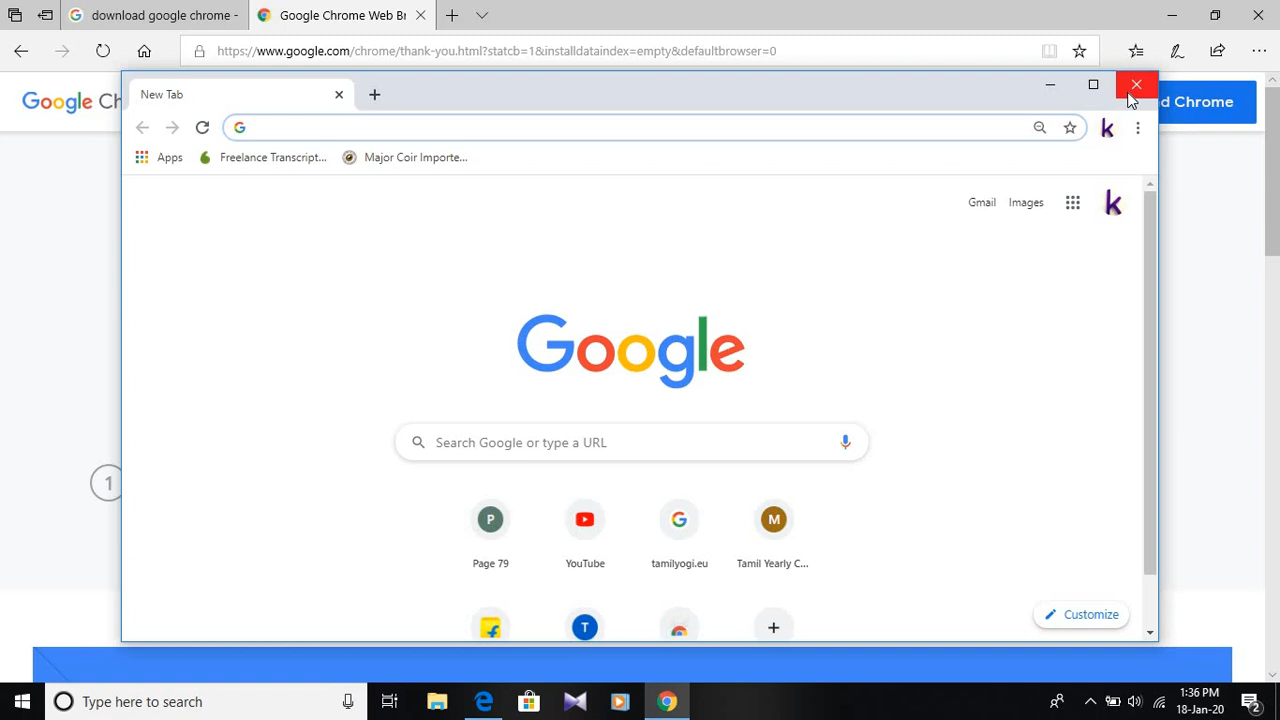 download google chrome -
Google Chrome Web Br
https://www.google.com/chrome/thank-you.html?statcb=1&installdataindex=empty&defaultbrowser=0
Google Ch
d Chrome
New Tab
k
Apps
Freelance Transcript...
Major Coir Importe...
Gmail
Images
k
Google
Search Google or type a URL
1
P
M
Page 79
YouTube
tamilyogi.eu
Tamil Yearly C...
T
Customize
Type here to search
1:36 PM
18-Jan-20
2